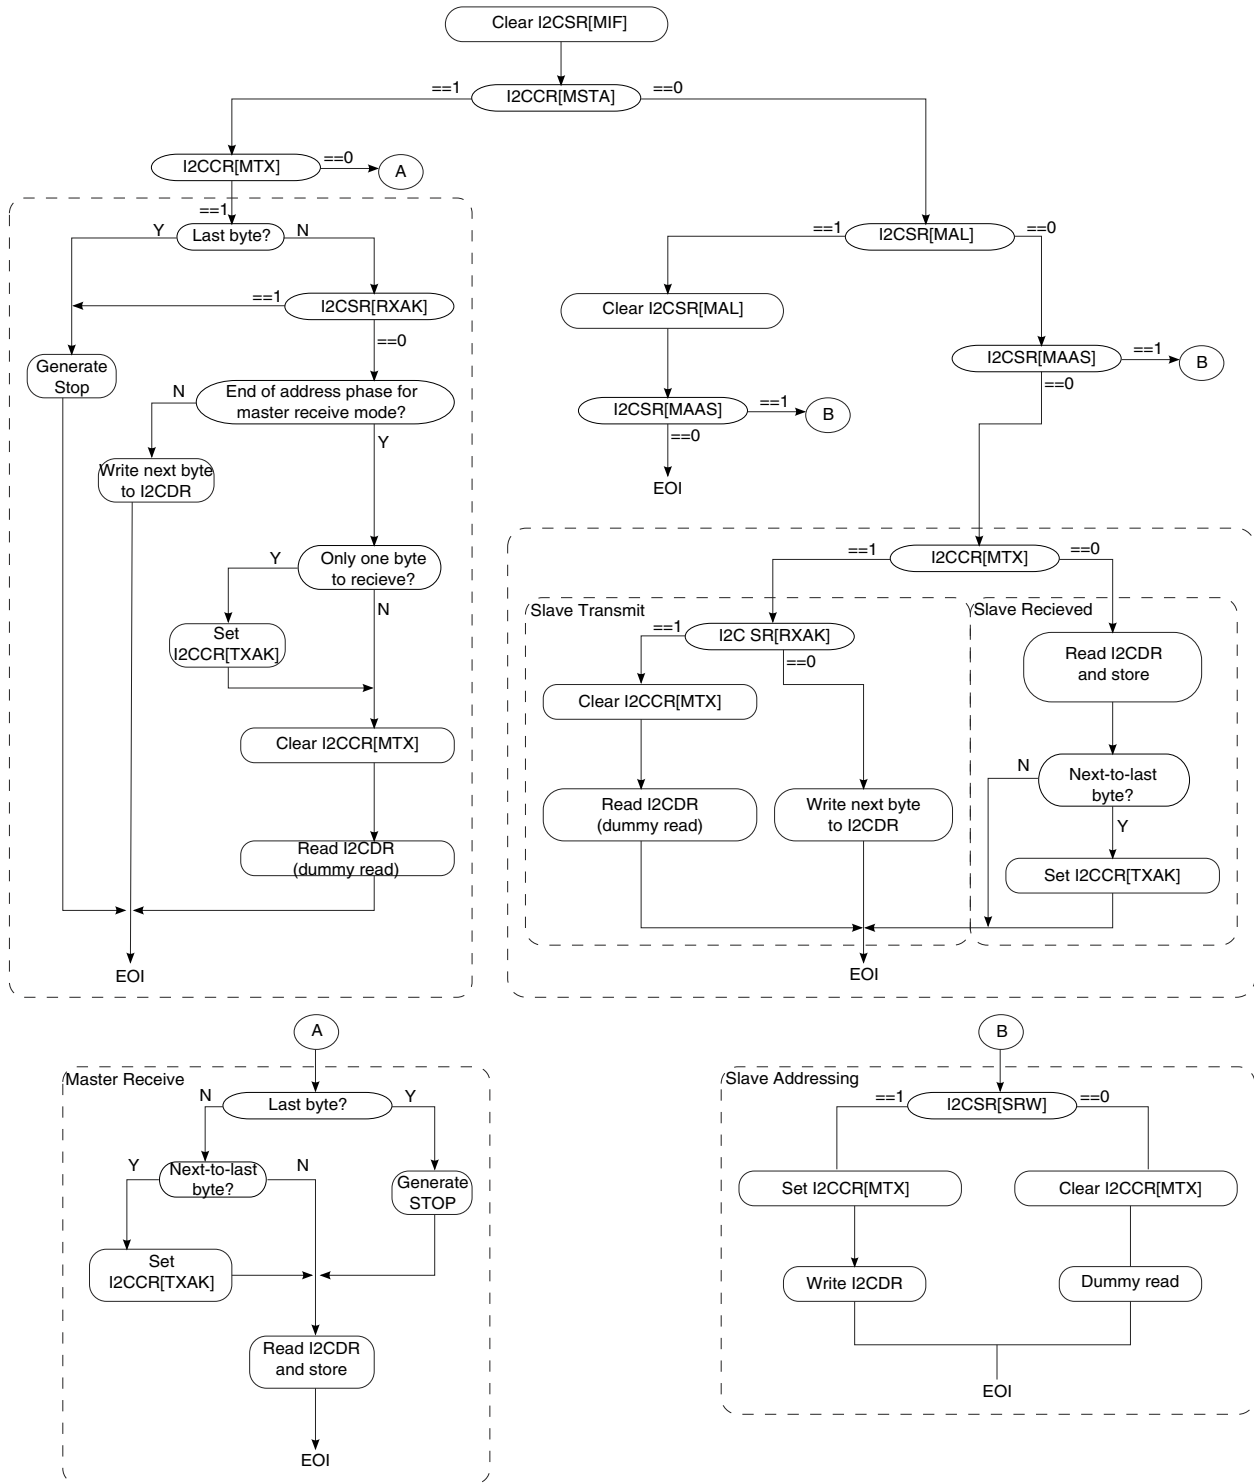 Clear I2CSR[MIF]
==1
I2CCR[MSTA]
==0
I2CCR[MTX]
==0
A
==1
Y
Last byte?
N
==1
I2CSR[RXAK]
==0
Generate
Stop
N
End of address phase for
master receive mode?
Y
Write next byte
to I2CDR
Y
Only one byte
to recieve?
N
Set
I2CCR[TXAK]
Clear I2CCR[MTX]
Read I2CDR
(dummy read)
EOI
==1
I2CSR[MAL]
==0
Clear I2CSR[MAL]
I2CSR[MAAS]
==1
B
==0
EOI
I2CSR[MAAS]
==1
B
==0
==1
I2CCR[MTX]
==0
Slave Transmit
==1
I2C SR[RXAK]
==0
Clear I2CCR[MTX]
Read I2CDR
(dummy read)
Write next byte
to I2CDR
Slave Recieved
Read I2CDR
and store
N
Next-to-last
byte?
Y
Set I2CCR[TXAK]
EOI
A
Master Receive
N
Last byte?
Y
Y
Next-to-last
byte?
N
Generate
STOP
Set
I2CCR[TXAK]
Read I2CDR
and store
EOI
B
Slave Addressing
==1
I2CSR[SRW]
==0
Set I2CCR[MTX]
Clear I2CCR[MTX]
Write I2CDR
Dummy read
EOI